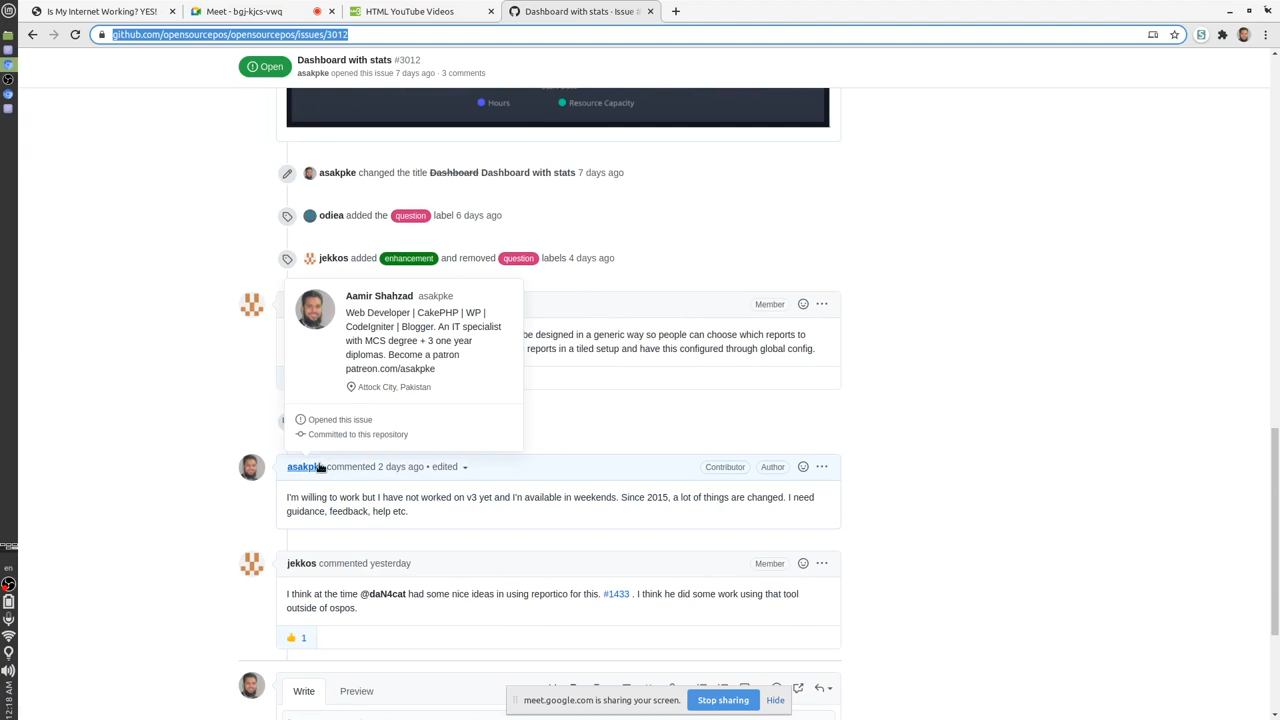 Is My Internet Working? YES!
Meet - bgj-kjcs-vwq
HTML YouTube Videos
Dashboard with stats · Issue #
github.com/opensourcepos/opensourcepos/issues/3012
Open
Dashboard with stats #3012
asakpke opened this issue 7 days ago · 3 comments
Hours
Resource Capacity
asakpke changed the title Dashboard Dashboard with stats 7 days ago
odiea added the question label 6 days ago
jekkos added enhancement and removed question labels 4 days ago
Aamir Shahzad asakpke
Web Developer | CakePHP | WP |
CodeIgniter | Blogger. An IT specialist
with MCS degree + 3 one year
diplomas. Become a patron
patreon.com/asakpke
Attock City, Pakistan
Opened this issue
Committed to this repository
Member
be designed in a generic way so people can choose which reports to
reports in a tiled setup and have this configured through global config.
asakpke commented 2 days ago • edited
Contributor
Author
I'm willing to work but I have not worked on v3 yet and I'n available in weekends. Since 2015, a lot of things are changed. I need
guidance, feedback, help etc.
jekkos commented yesterday
Member
I think at the time @daN4cat had some nice ideas in using reportico for this. #1433 . I think he did some work using that tool
outside of ospos.
👍 1
Write
Preview
meet.google.com is sharing your screen.
Stop sharing
Hide
en
12:18 AM